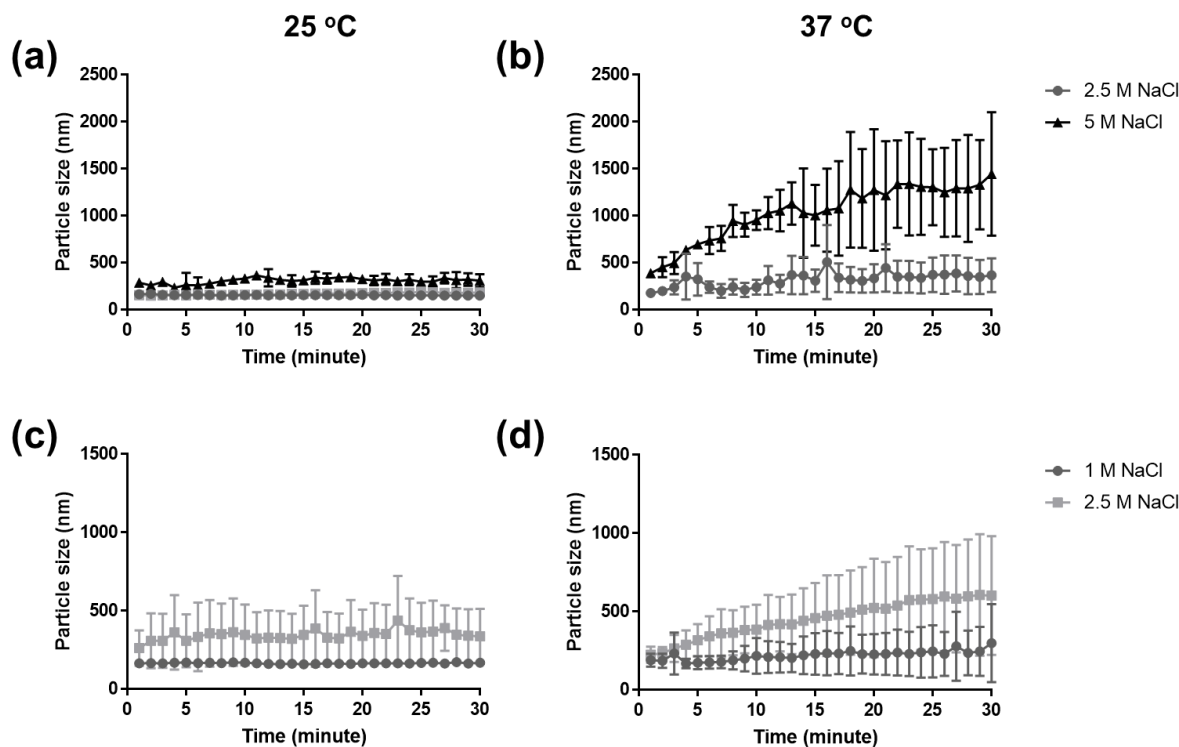 25 °C
37 °C
(a)
2500
2000
1500
1000
500
0
Particle size (nm)
0 5 10 15 20 25 30
Time (minute)
(b)
2500
2000
1500
1000
500
0
Particle size (nm)
0 5 10 15 20 25 30
Time (minute)
2.5 M NaCl
5 M NaCl
(c)
1500
1000
500
0
Particle size (nm)
0 5 10 15 20 25 30
Time (minute)
(d)
1500
1000
500
0
Particle size (nm)
0 5 10 15 20 25 30
Time (minute)
1 M NaCl
2.5 M NaCl